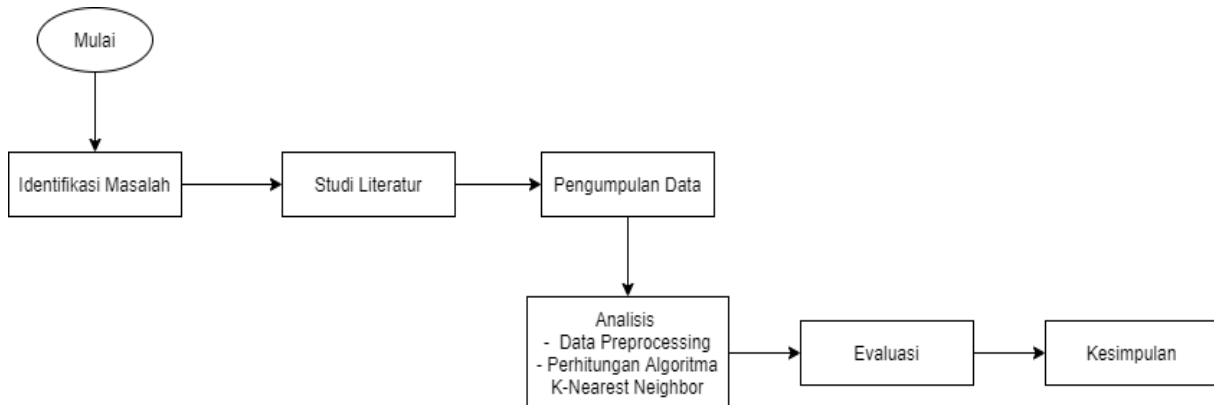 Mulai
Identifikasi Masalah
Studi Literatur
Pengumpulan Data
Analisis
- Data Preprocessing
- Perhitungan Algoritma
K-Nearest Neighbor
Evaluasi
Kesimpulan